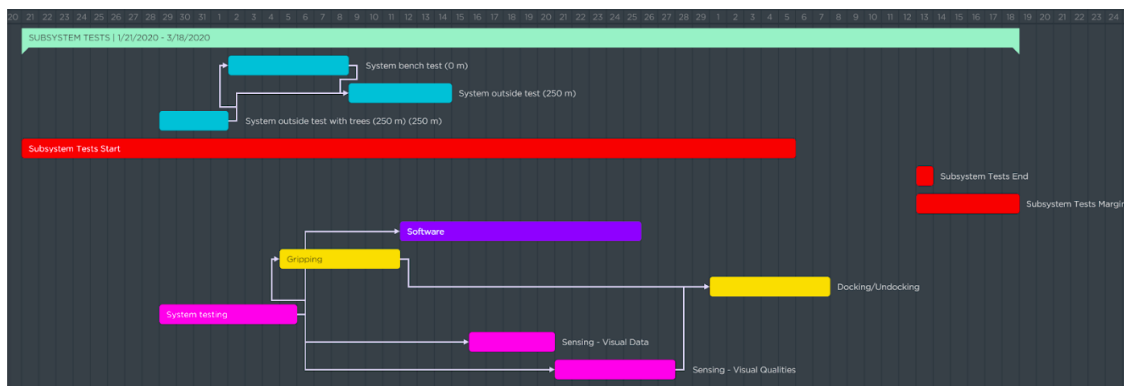 20 21 22 23 24 25 26 27 28 29 30 31 1 2 3 4 5 6 7 8 9 10 11 12 13 14 15 16 17 18 19 20 21 22 23 24 25 26 27 28 29 1 2 3 4 5 6 7 8 9 10 11 12 13 14 15 16 17 18 19 20 21 22 23 24
SUBSYSTEM TESTS | 1/21/2020 - 3/18/2020
System bench test (0 m)
System outside test (250 m)
System outside test with trees (250 m) (250 m)
Subsystem Tests Start
Subsystem Tests End
Subsystem Tests Margin
Software
Gripping
Docking/Undocking
System testing
Sensing - Visual Data
Sensing - Visual Qualities